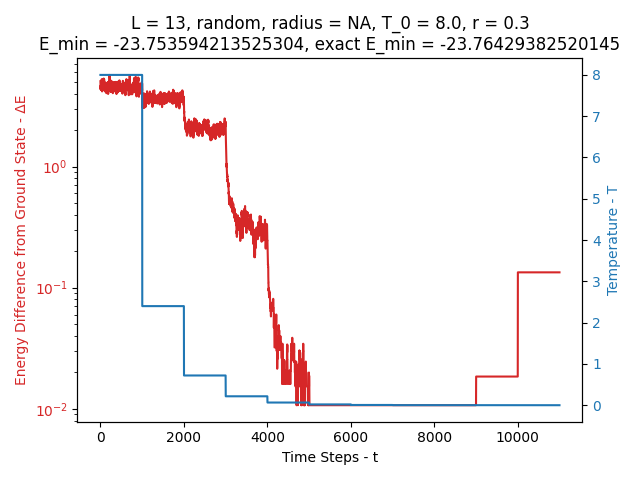 L = 13, random, radius = NA, T_0 = 8.0, r = 0.3
E_min = -23.753594213525304, exact E_min = -23.76429382520145
Energy Difference from Ground State - ΔE
10⁰
10⁻¹
10⁻²
8
7
6
5
4
3
2
1
0
Temperature - T
0 2000 4000 6000 8000 10000
Time Steps - t